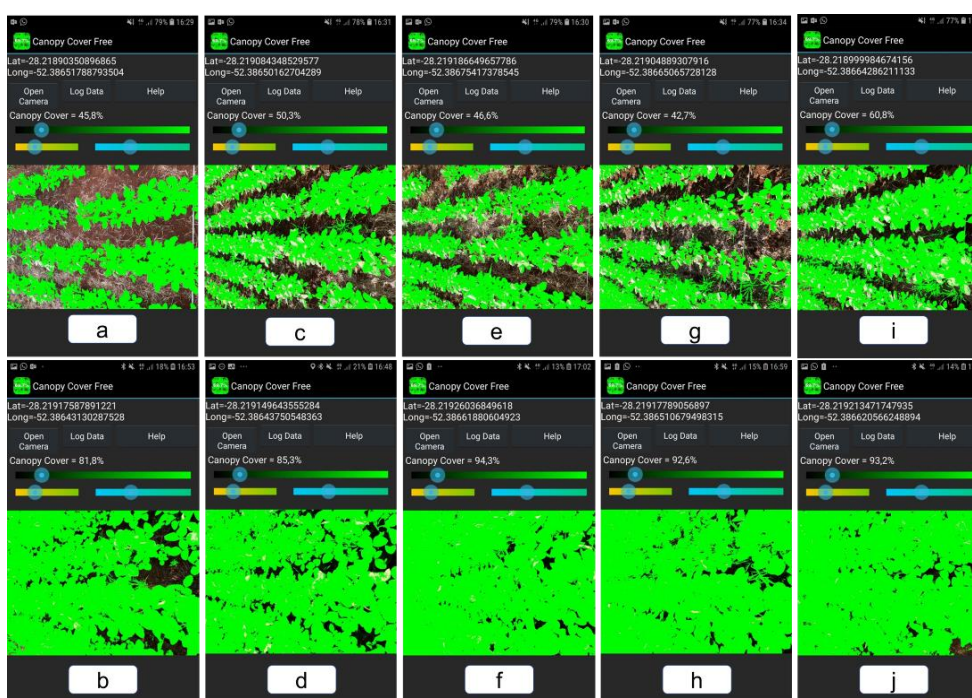 79% 16:29
Canopy Cover Free
Lat=-28.21890350896865
Long=-52.38651788793504
Open Camera Log Data Help
Canopy Cover = 45,8%
a
78% 16:31
Canopy Cover Free
Lat=-28.219084348529577
Long=-52.38650162704289
Open Camera Log Data Help
Canopy Cover = 50,3%
c
79% 16:30
Canopy Cover Free
Lat=-28.219186649657786
Long=-52.38675417378545
Open Camera Log Data Help
Canopy Cover = 46,6%
e
77% 16:34
Canopy Cover Free
Lat=-28.21904889307916
Long=-52.38665065728128
Open Camera Log Data Help
Canopy Cover = 42,7%
g
77%
Canopy Cover Free
Lat=-28.218999984674156
Long=-52.38664286211133
Open Camera Log Data Help
Canopy Cover = 60,8%
i
18% 16:53
Canopy Cover Free
Lat=-28.21917587891221
Long=-52.38643130287528
Open Camera Log Data Help
Canopy Cover = 81,8%
b
21% 16:48
Canopy Cover Free
Lat=-28.219149643555284
Long=-52.38643750548363
Open Camera Log Data Help
Canopy Cover = 85,3%
d
13% 17:02
Canopy Cover Free
Lat=-28.21926036849618
Long=-52.38661880604923
Open Camera Log Data Help
Canopy Cover = 94,3%
f
15% 16:59
Canopy Cover Free
Lat=-28.21917789056897
Long=-52.386510679498315
Open Camera Log Data Help
Canopy Cover = 92,6%
h
14%
Canopy Cover Free
Lat=-28.219213471747935
Long=-52.386620566248894
Open Camera Log Data Help
Canopy Cover = 93,2%
j